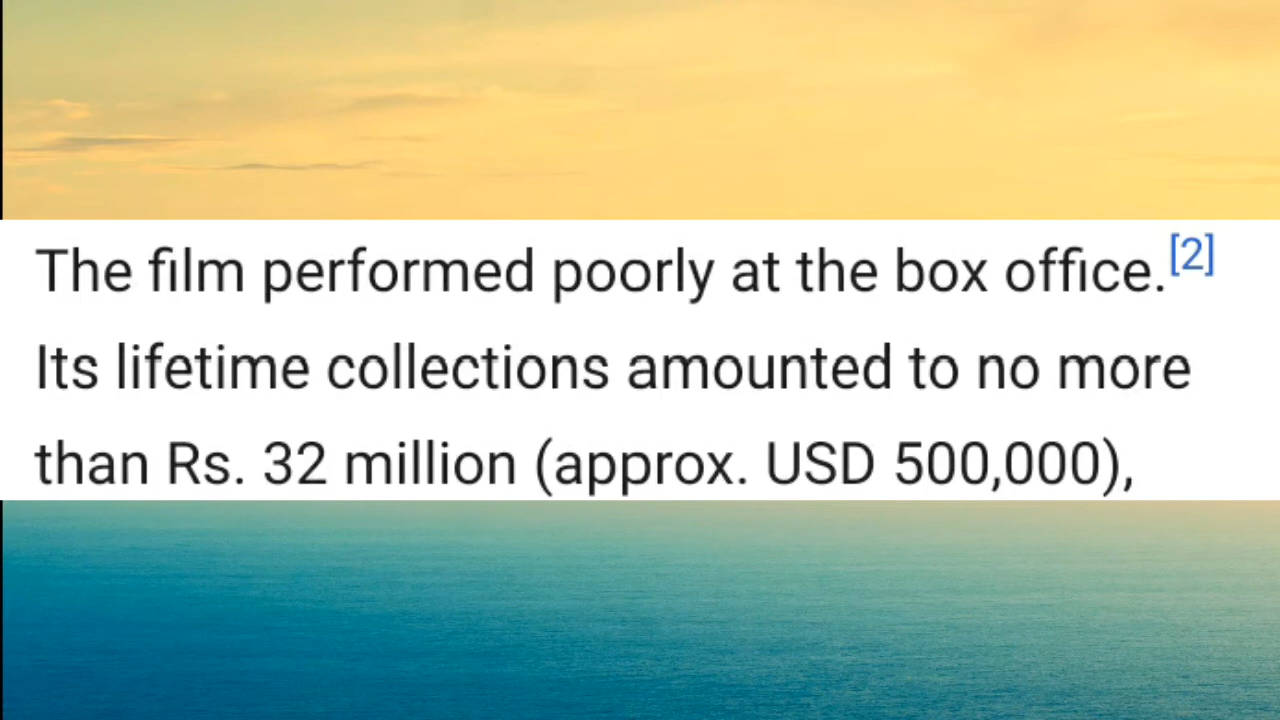 The film performed poorly at the box office.[2]
Its lifetime collections amounted to no more
than Rs. 32 million (approx. USD 500,000),